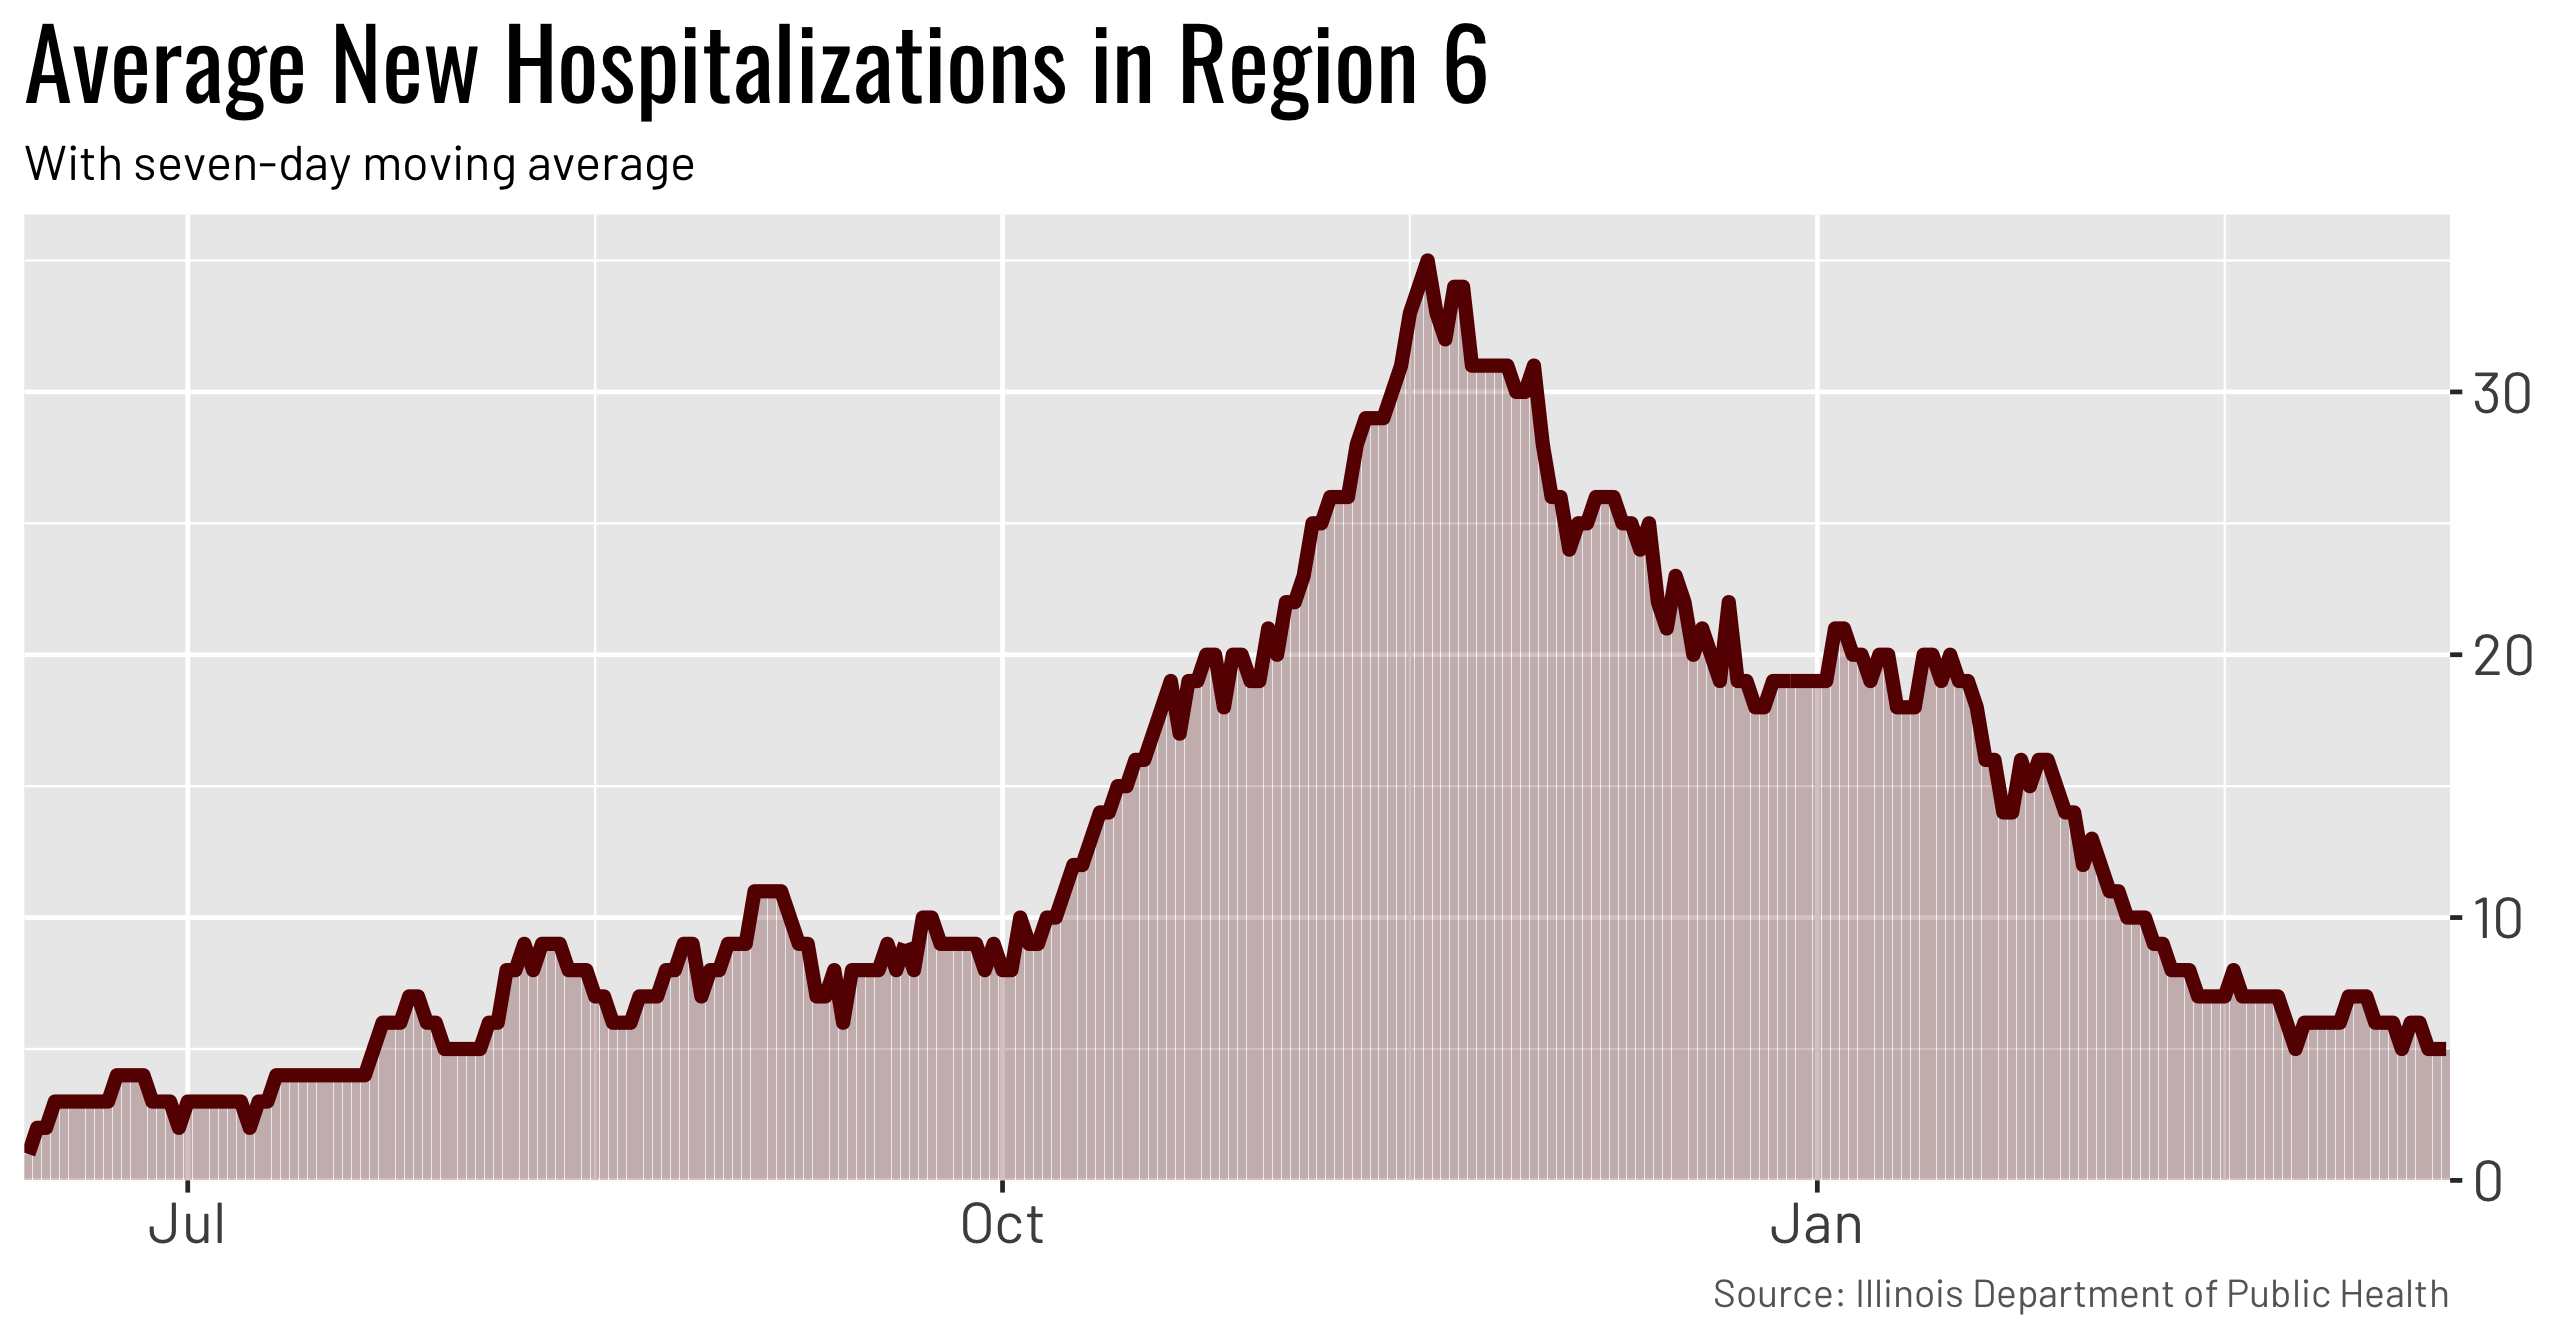 Average New Hospitalizations in Region 6
With seven-day moving average
30
20
10
0
Jul Oct Jan
Source: Illinois Department of Public Health